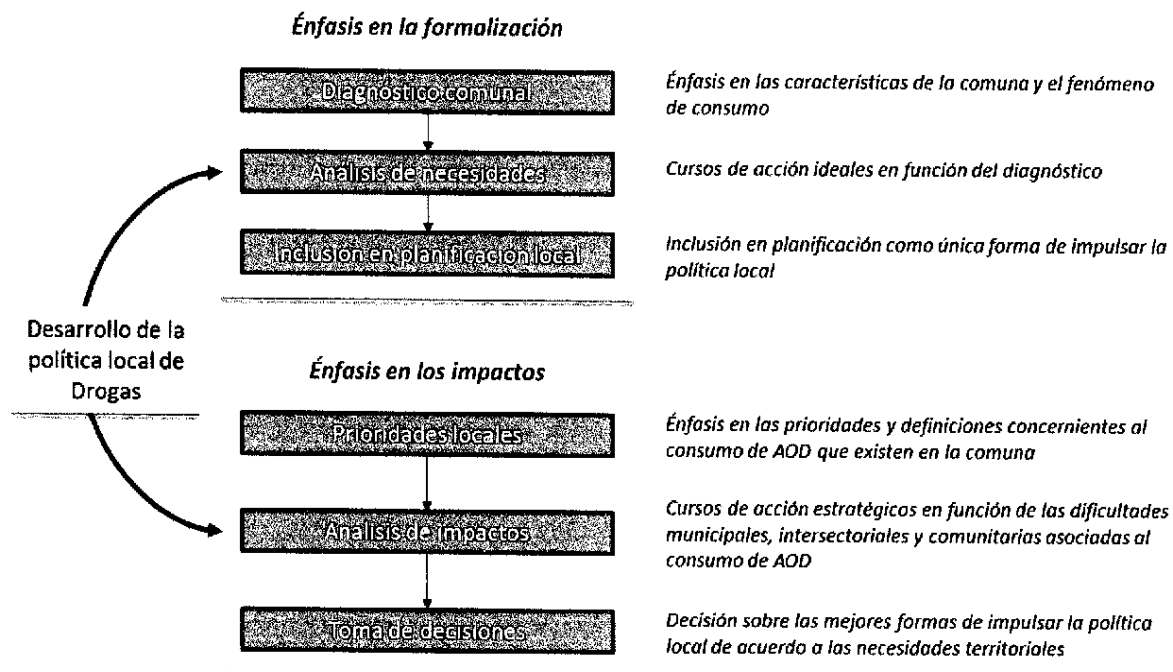 Énfasis en la formalización
Diagnóstico comunal
Énfasis en las características de la comuna y el fenómeno
de consumo
Análisis de necesidades
Cursos de acción ideales en función del diagnóstico
Inclusión en planificación local
Inclusión en planificación como única forma de impulsar la
política local
Desarrollo de la
política local de
Drogas
Énfasis en los impactos
Prioridades locales
Énfasis en las prioridades y definiciones concernientes al
consumo de AOD que existen en la comuna
Análisis de impactos
Cursos de acción estratégicos en función de las dificultades
municipales, intersectoriales y comunitarias asociadas al
consumo de AOD
Toma de decisiones
Decisión sobre las mejores formas de impulsar la política
local de acuerdo a las necesidades territoriales